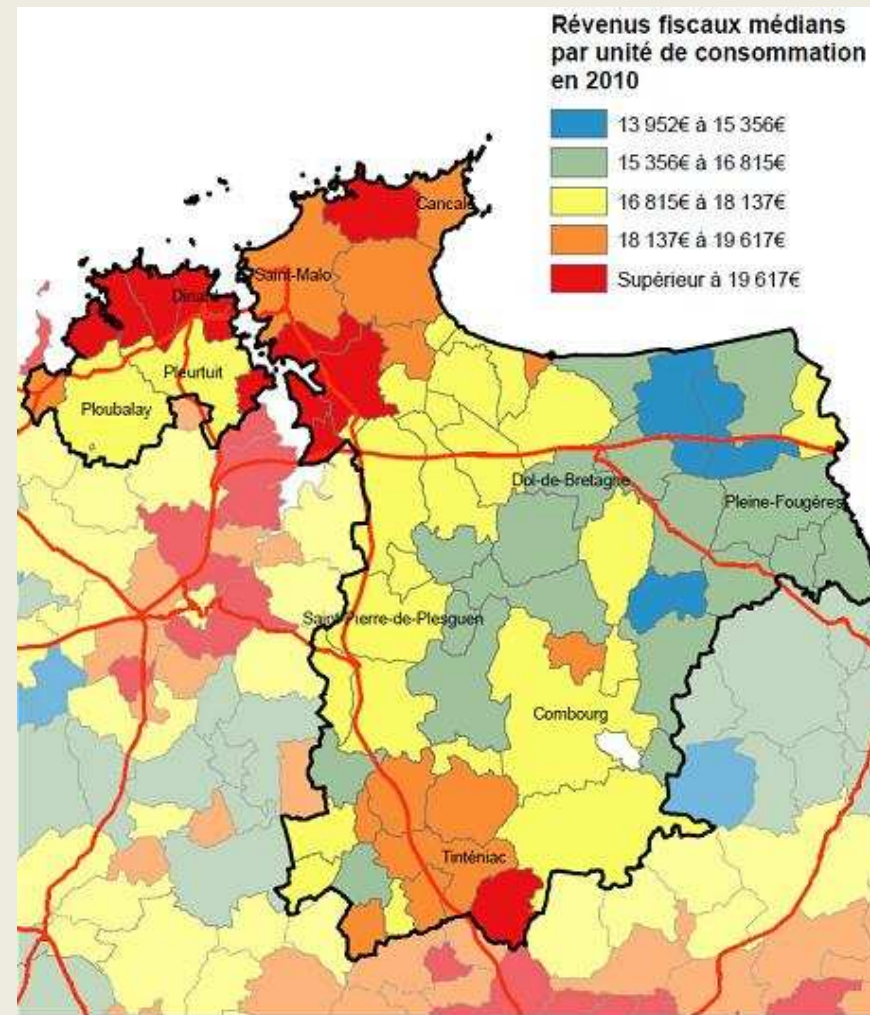 Révenus fiscaux médians
par unité de consommation
en 2010
13 952€ à 15 356€
15 356€ à 16 815€
16 815€ à 18 137€
18 137€ à 19 617€
Supérieur à 19 617€
Cancale
Saint-Malo
Dinard
Pleurtuit
Ploubalay
Dol-de-Bretagne
Pleine-Fougères
Saint-Pierre-de-Plesguen
Combourg
Tinténiac